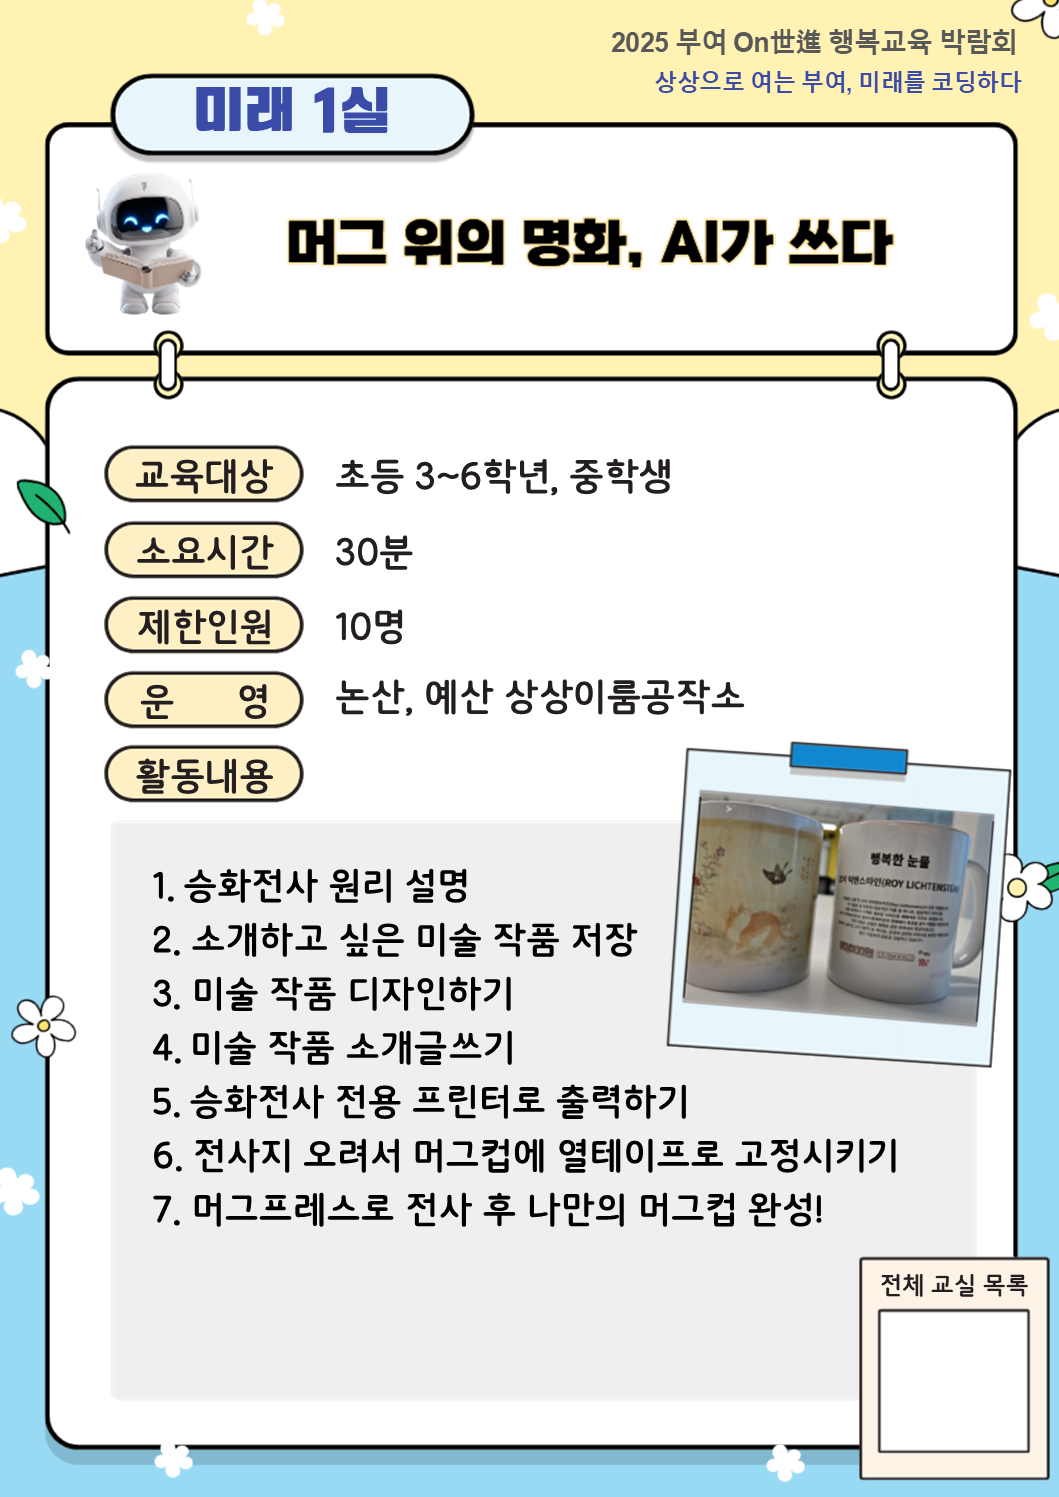 2025 부여 On世進 행복교육 박람회
상상으로 여는 부여, 미래를 코딩하다
미래 1실
머그 위의 명화, AI가 쓰다
교육대상 초등 3~6학년, 중학생
소요시간 30분
제한인원 10명
운 영 논산, 예산 상상이룸공작소
활동내용
행복한 눈물
리히텐스타인(ROY LICHTENSTEIN)
1. 승화전사 원리 설명
2. 소개하고 싶은 미술 작품 저장
3. 미술 작품 디자인하기
4. 미술 작품 소개글쓰기
5. 승화전사 전용 프린터로 출력하기
6. 전사지 오려서 머그컵에 열테이프로 고정시키기
7. 머그프레스로 전사 후 나만의 머그컵 완성!
전체 교실 목록